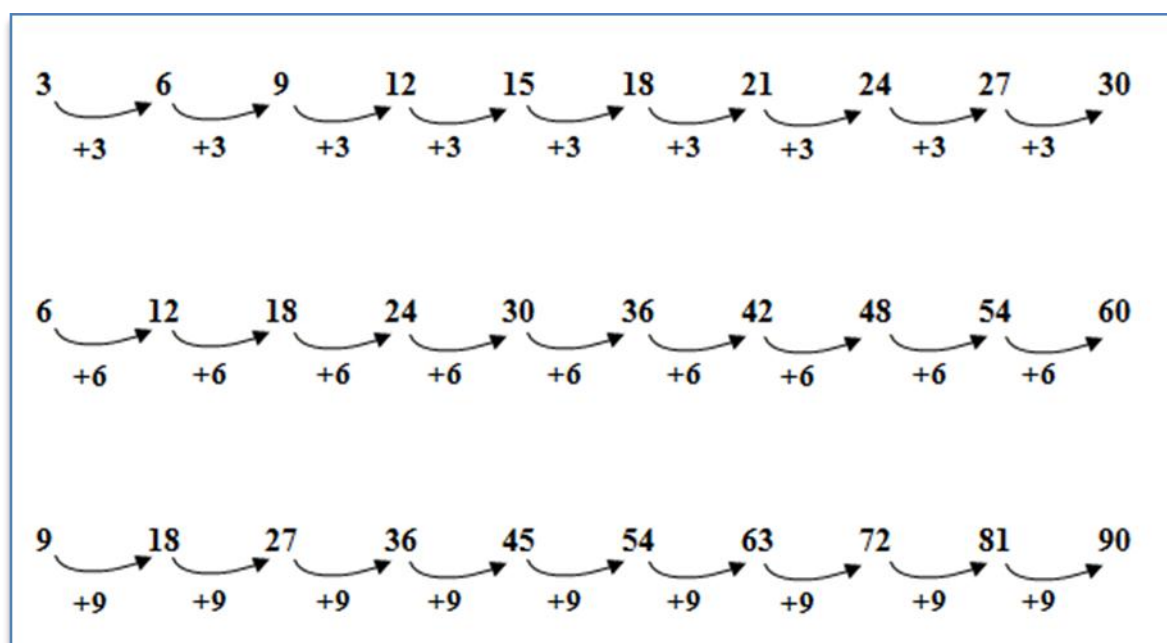 3 6 9 12 15 18 21 24 27 30
+3 +3 +3 +3 +3 +3 +3 +3 +3
6 12 18 24 30 36 42 48 54 60
+6 +6 +6 +6 +6 +6 +6 +6 +6
9 18 27 36 45 54 63 72 81 90
+9 +9 +9 +9 +9 +9 +9 +9 +9